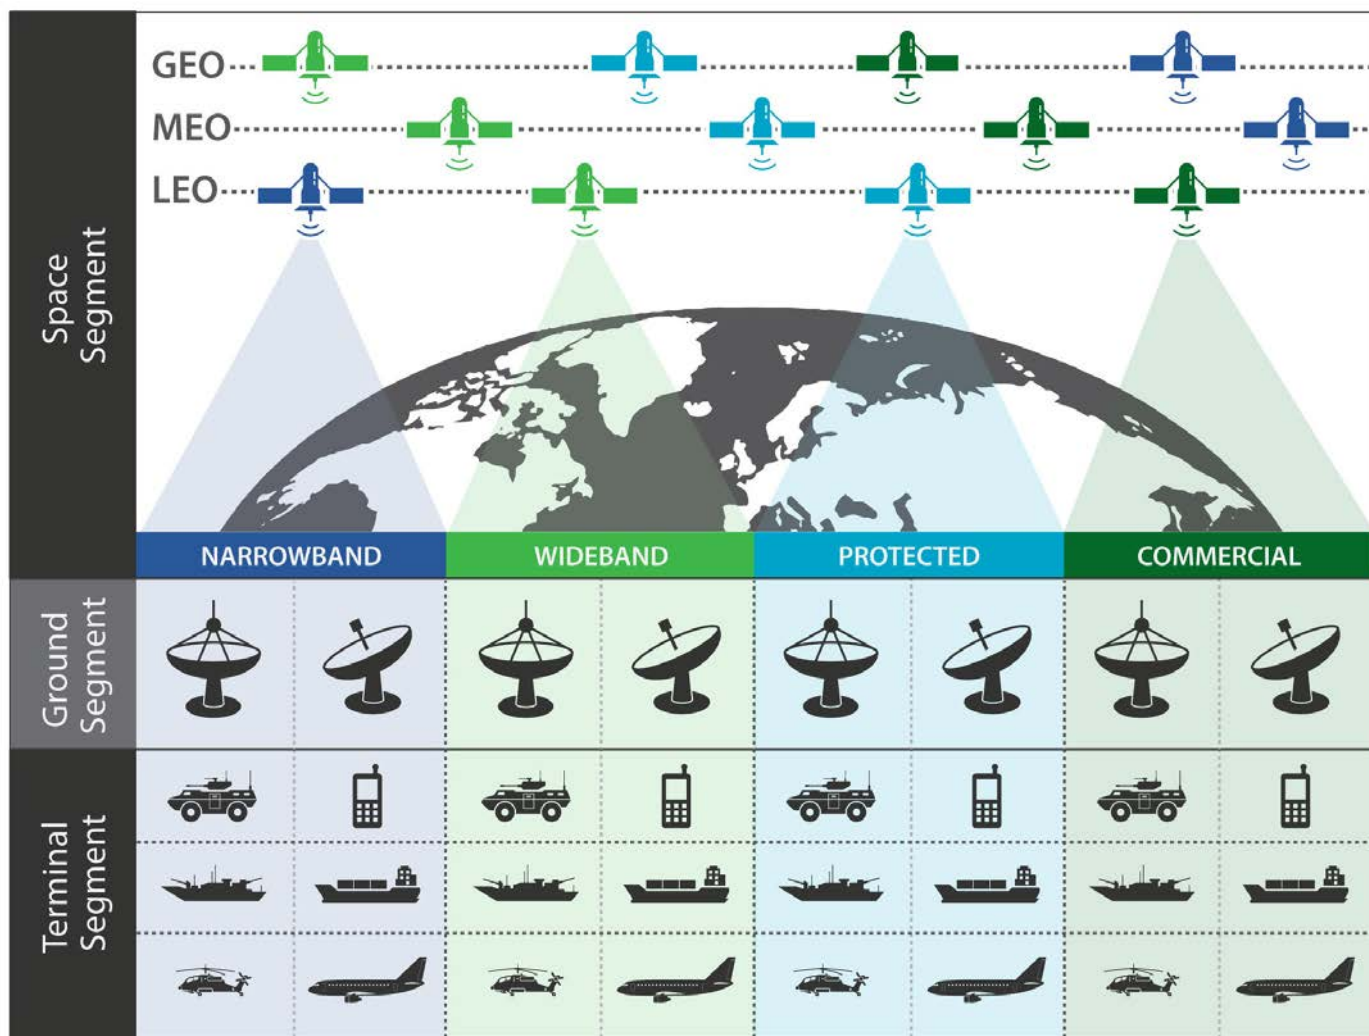 GEO
MEO
LEO
Space
Segment
NARROWBAND
WIDEBAND
PROTECTED
COMMERCIAL
Ground
Segment
Terminal
Segment